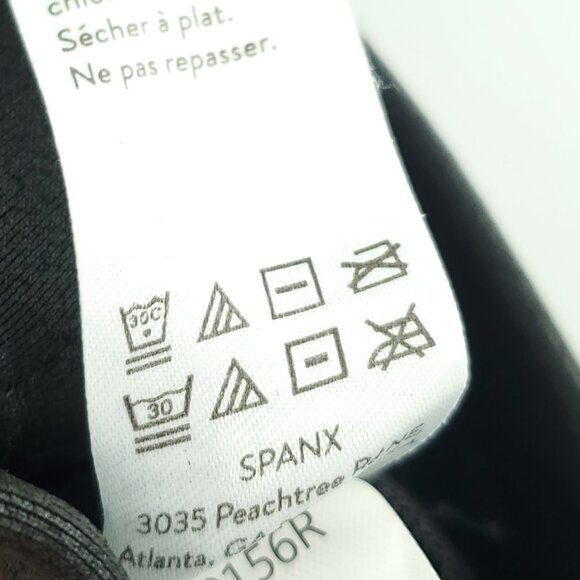 Sécher à plat.
Ne pas repasser.
30C
30
SPANX
3035 Peachtree
Atlanta,
156R